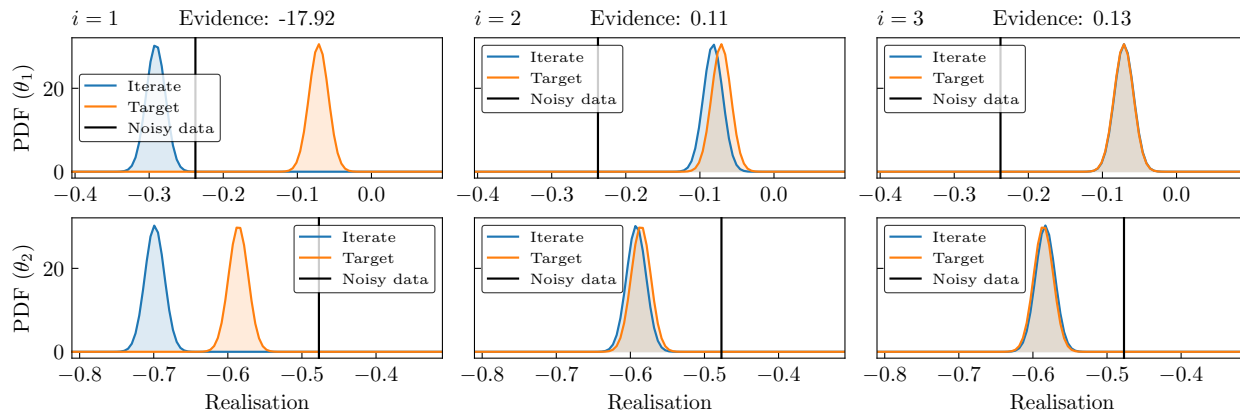 i = 1 Evidence: -17.92
i = 2 Evidence: 0.11
i = 3 Evidence: 0.13
PDF (θ₁)
20
0
Iterate
Target
Noisy data
−0.4 −0.3 −0.2 −0.1 0.0
Iterate
Target
Noisy data
−0.4 −0.3 −0.2 −0.1 0.0
Iterate
Target
Noisy data
−0.4 −0.3 −0.2 −0.1 0.0
PDF (θ₂)
20
0
Iterate
Target
Noisy data
−0.8 −0.7 −0.6 −0.5 −0.4
Realisation
Iterate
Target
Noisy data
−0.8 −0.7 −0.6 −0.5 −0.4
Realisation
Iterate
Target
Noisy data
−0.8 −0.7 −0.6 −0.5 −0.4
Realisation